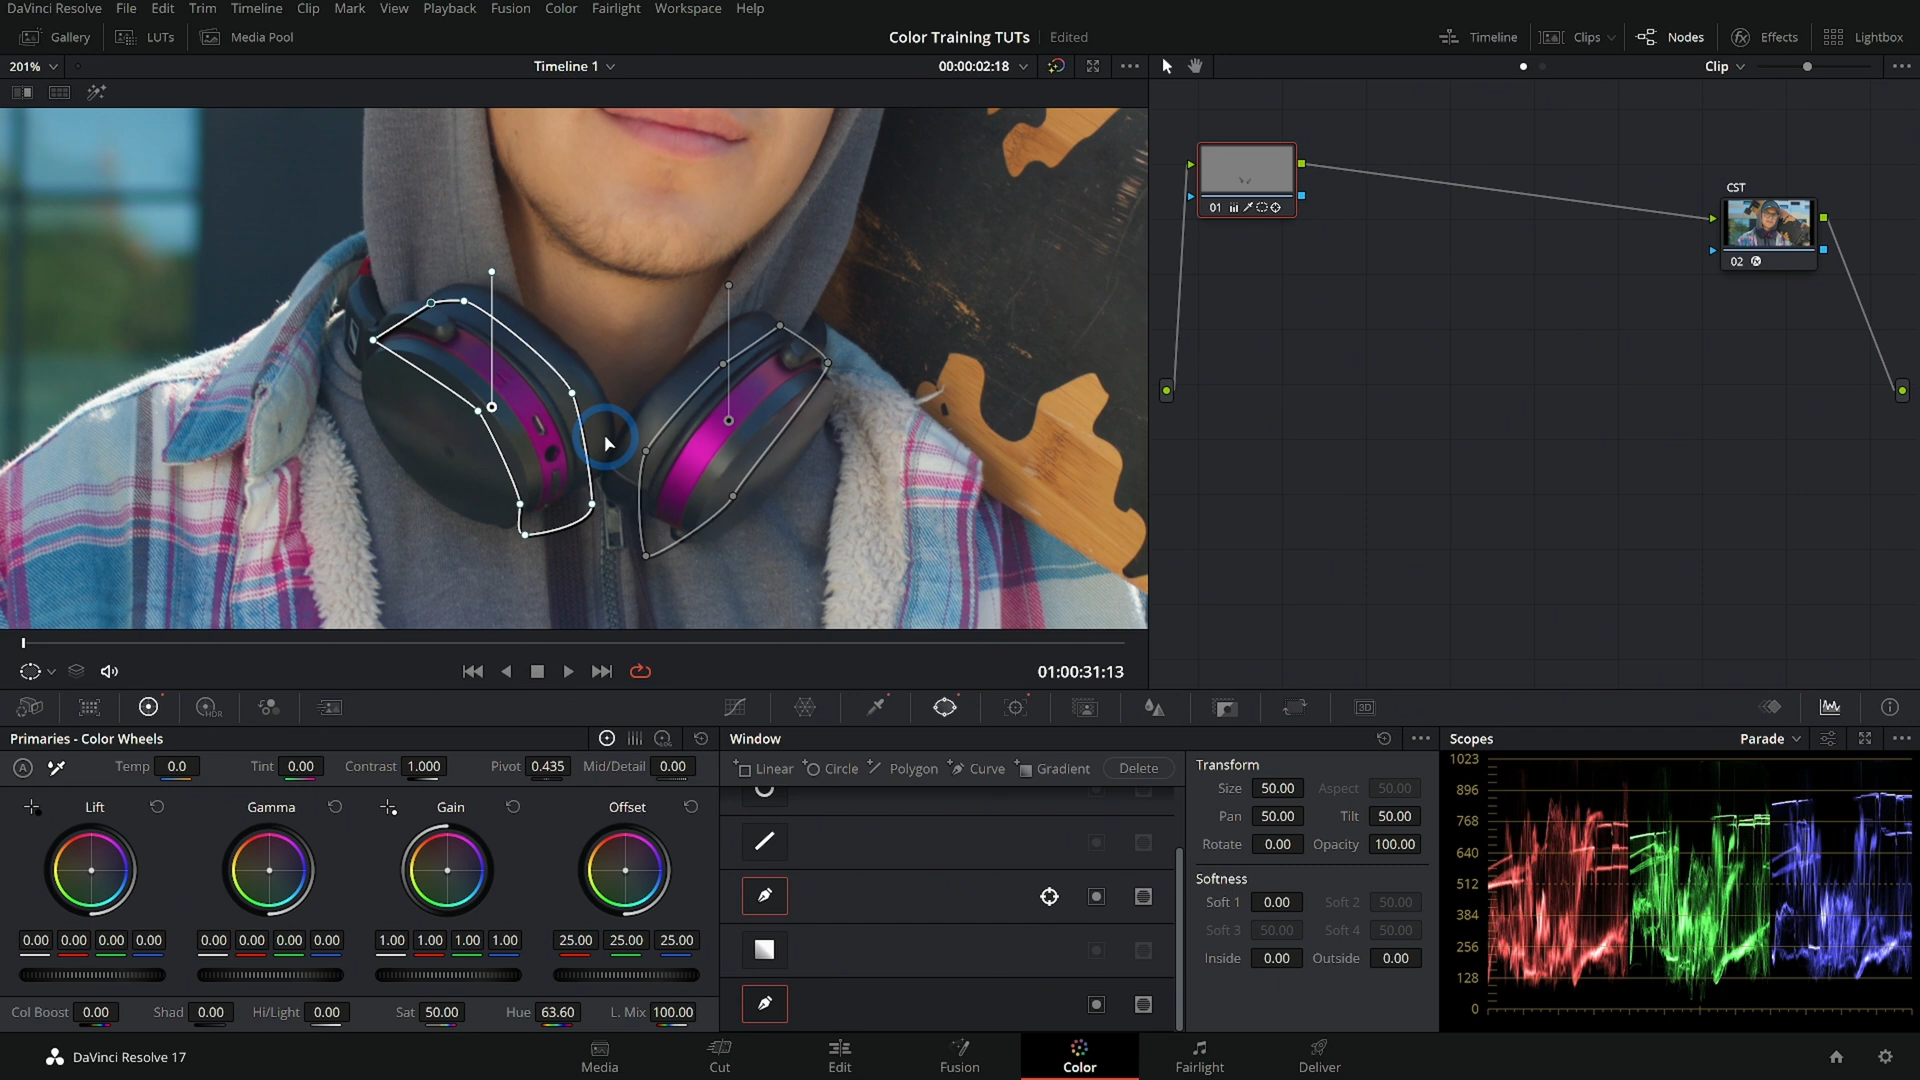 DaVinci Resolve File Edit Trim Timeline Clip Mark View Playback Fusion Color Fairlight Workspace Help
Gallery LUTs Media Pool Color Training TUTs Edited Timeline Clips Nodes Effects Lightbox
201% Timeline 1 00:00:02:18 Clip
01
CST
02
01:00:31:13
HDR
3D
Primaries - Color Wheels LOG
Temp 0.0 Tint 0.00 Contrast 1.000 Pivot 0.435 Mid/Detail 0.00
A
Lift Gamma Gain Offset
0.00 0.00 0.00 0.00 0.00 0.00 0.00 0.00 1.00 1.00 1.00 1.00 25.00 25.00 25.00
Col Boost 0.00 Shad 0.00 Hi/Light 0.00 Sat 50.00 Hue 63.60 L. Mix 100.00
Window
Linear Circle Polygon Curve Gradient Delete
Transform
Size 50.00 Aspect 50.00
Pan 50.00 Tilt 50.00
Rotate 0.00 Opacity 100.00
Softness
Soft 1 0.00 Soft 2 50.00
Soft 3 50.00 Soft 4 50.00
Inside 0.00 Outside 0.00
Scopes Parade
1023
896
768
640
512
384
256
128
0
DaVinci Resolve 17
Media Cut Edit Fusion Color Fairlight Deliver